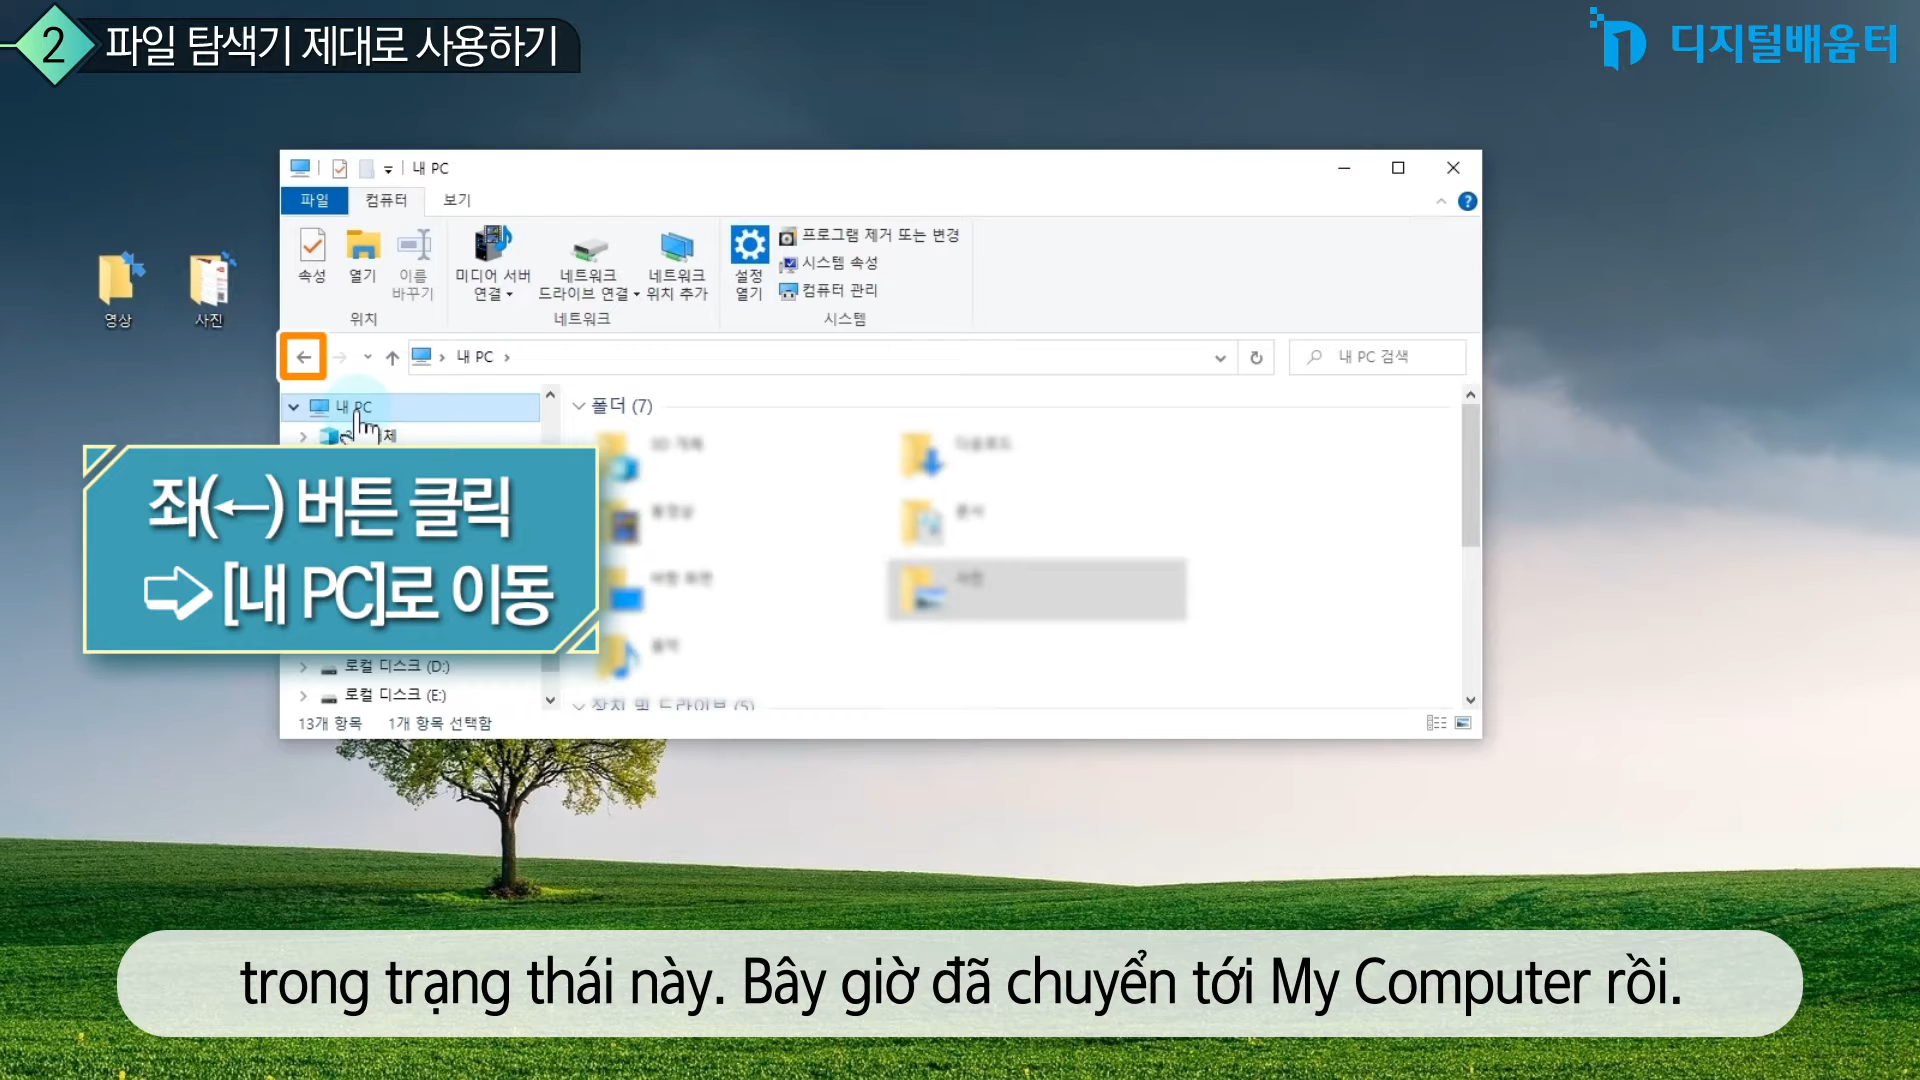 2 파일 탐색기 제대로 사용하기
디지털배움터
내 PC
파일 컴퓨터 보기
속성 열기 이름 바꾸기
위치
미디어 서버 연결 네트워크 드라이브 연결 네트워크 위치 추가
네트워크
설정 열기
프로그램 제거 또는 변경
시스템 속성
컴퓨터 관리
시스템
영상 사진
내 PC
내 PC 검색
내 PC
폴더 (7)
좌(←) 버튼 클릭
⇨ [내 PC]로 이동
로컬 디스크 (D:)
로컬 디스크 (E:)
장치 및 드라이브 (5)
13개 항목 1개 항목 선택함
trong trạng thái này. Bây giờ đã chuyển tới My Computer rồi.